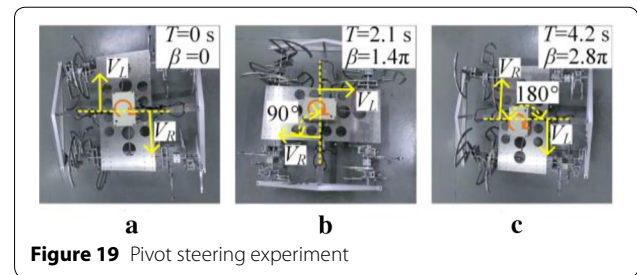 T=0 s
β=0
V_L
V_R
T=2.1 s
β=1.4π
90°
V_L
V_R
T=4.2 s
β=2.8π
V_R
180°
V_L
a b c
Figure 19 Pivot steering experiment